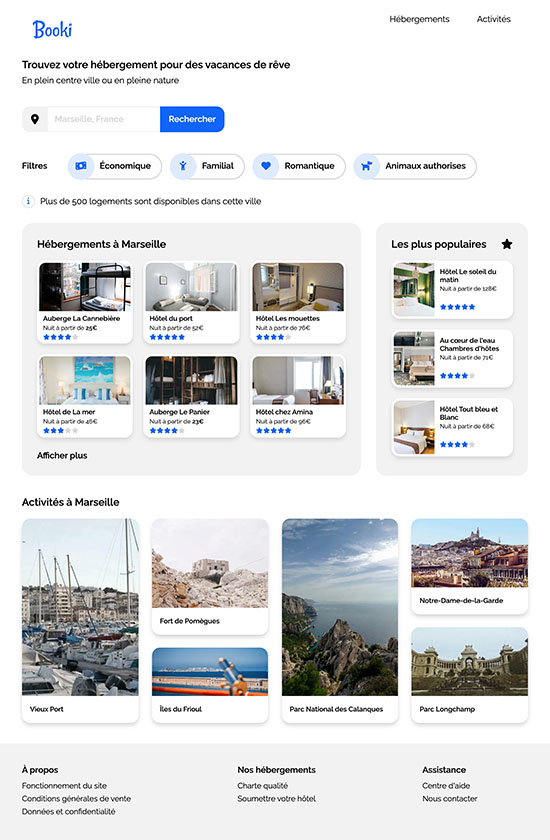 Booki
Hébergements
Activités
Trouvez votre hébergement pour des vacances de rêve
En plein centre ville ou en pleine nature
Marseille, France
Rechercher
Filtres
Économique
Familial
Romantique
Animaux authorises
i
Plus de 500 logements sont disponibles dans cette ville
Hébergements à Marseille
Auberge La Cannebière
Nuit à partir de 25€
Hôtel du port
Nuit à partir de 52€
Hôtel Les mouettes
Nuit à partir de 76€
Hôtel de La mer
Nuit à partir de 46€
Auberge Le Panier
Nuit à partir de 23€
Hôtel chez Amina
Nuit à partir de 96€
Afficher plus
Les plus populaires
Hôtel Le soleil du
matin
Nuit à partir de 128€
Au cœur de l'eau
Chambres d'hôtes
Nuit à partir de 71€
Hôtel Tout bleu et
Blanc
Nuit à partir de 68€
Activités à Marseille
Vieux Port
Fort de Pomègues
Îles du Frioul
Parc National des Calanques
Notre-Dame-de-la-Garde
Parc Longchamp
À propos
Fonctionnement du site
Conditions générales de vente
Données et confidentialité
Nos hébergements
Charte qualité
Soumettre votre hôtel
Assistance
Centre d'aide
Nous contacter